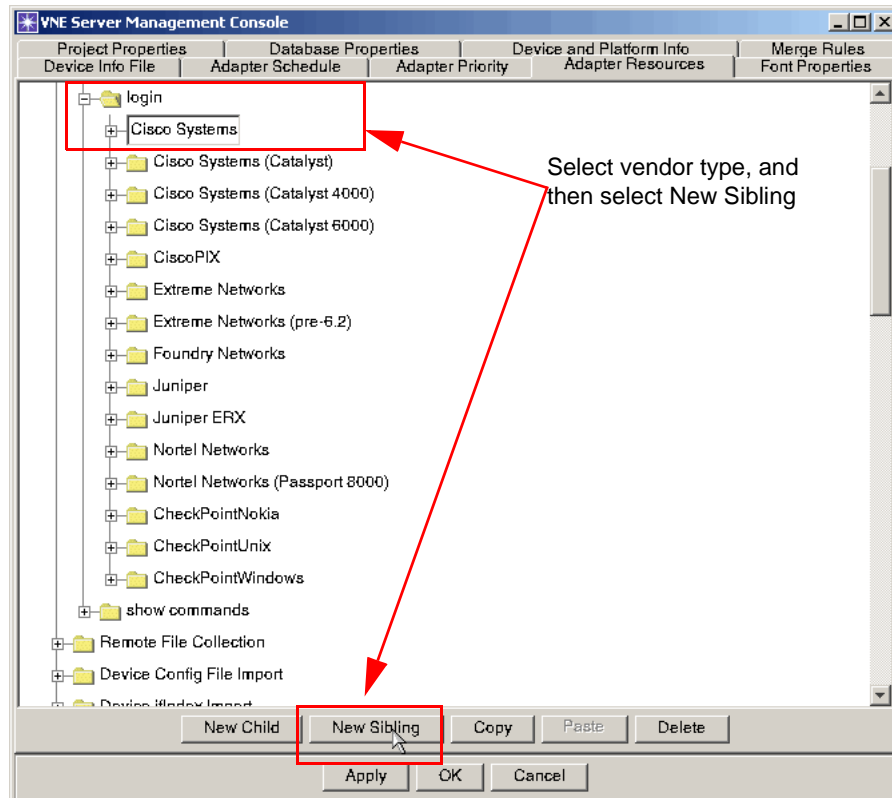 VNE Server Management Console
Project Properties Database Properties Device and Platform Info Merge Rules
Device Info File Adapter Schedule Adapter Priority Adapter Resources Font Properties
login
Cisco Systems
Cisco Systems (Catalyst)
Cisco Systems (Catalyst 4000)
Cisco Systems (Catalyst 6000)
CiscoPIX
Extreme Networks
Extreme Networks (pre-6.2)
Foundry Networks
Juniper
Juniper ERX
Nortel Networks
Nortel Networks (Passport 8000)
CheckPointNokia
CheckPointUnix
CheckPointWindows
show commands
Remote File Collection
Device Config File Import
Device ifIndex Import
Select vendor type, and
then select New Sibling
New Child New Sibling Copy Paste Delete
Apply OK Cancel